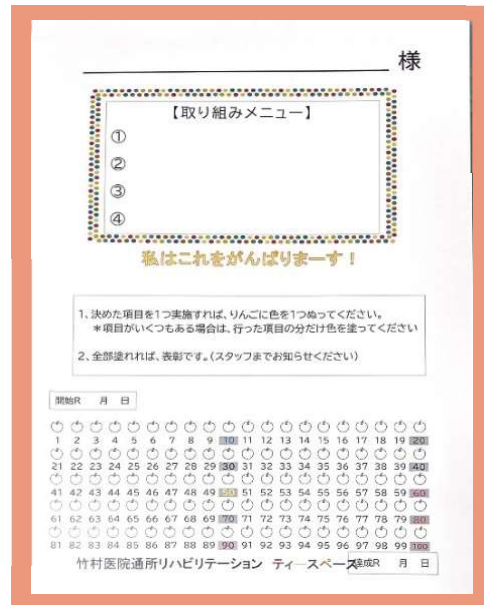 様
【取り組みメニュー】
①
②
③
④
私はこれをがんばりまーす！
1、決めた項目を1つ実施すれば、りんごに色を1つぬってください。
＊項目がいくつもある場合は、行った項目の分だけ色を塗ってください
2、全部塗れれば、表彰です。(スタッフまでお知らせください)
開始R 月 日
1 2 3 4 5 6 7 8 9 10 11 12 13 14 15 16 17 18 19 20
21 22 23 24 25 26 27 28 29 30 31 32 33 34 35 36 37 38 39 40
41 42 43 44 45 46 47 48 49 50 51 52 53 54 55 56 57 58 59 60
61 62 63 64 65 66 67 68 69 70 71 72 73 74 75 76 77 78 79 80
81 82 83 84 85 86 87 88 89 90 91 92 93 94 95 96 97 98 99 100
竹村医院通所リハビリテーション ティースペース 達成R 月 日